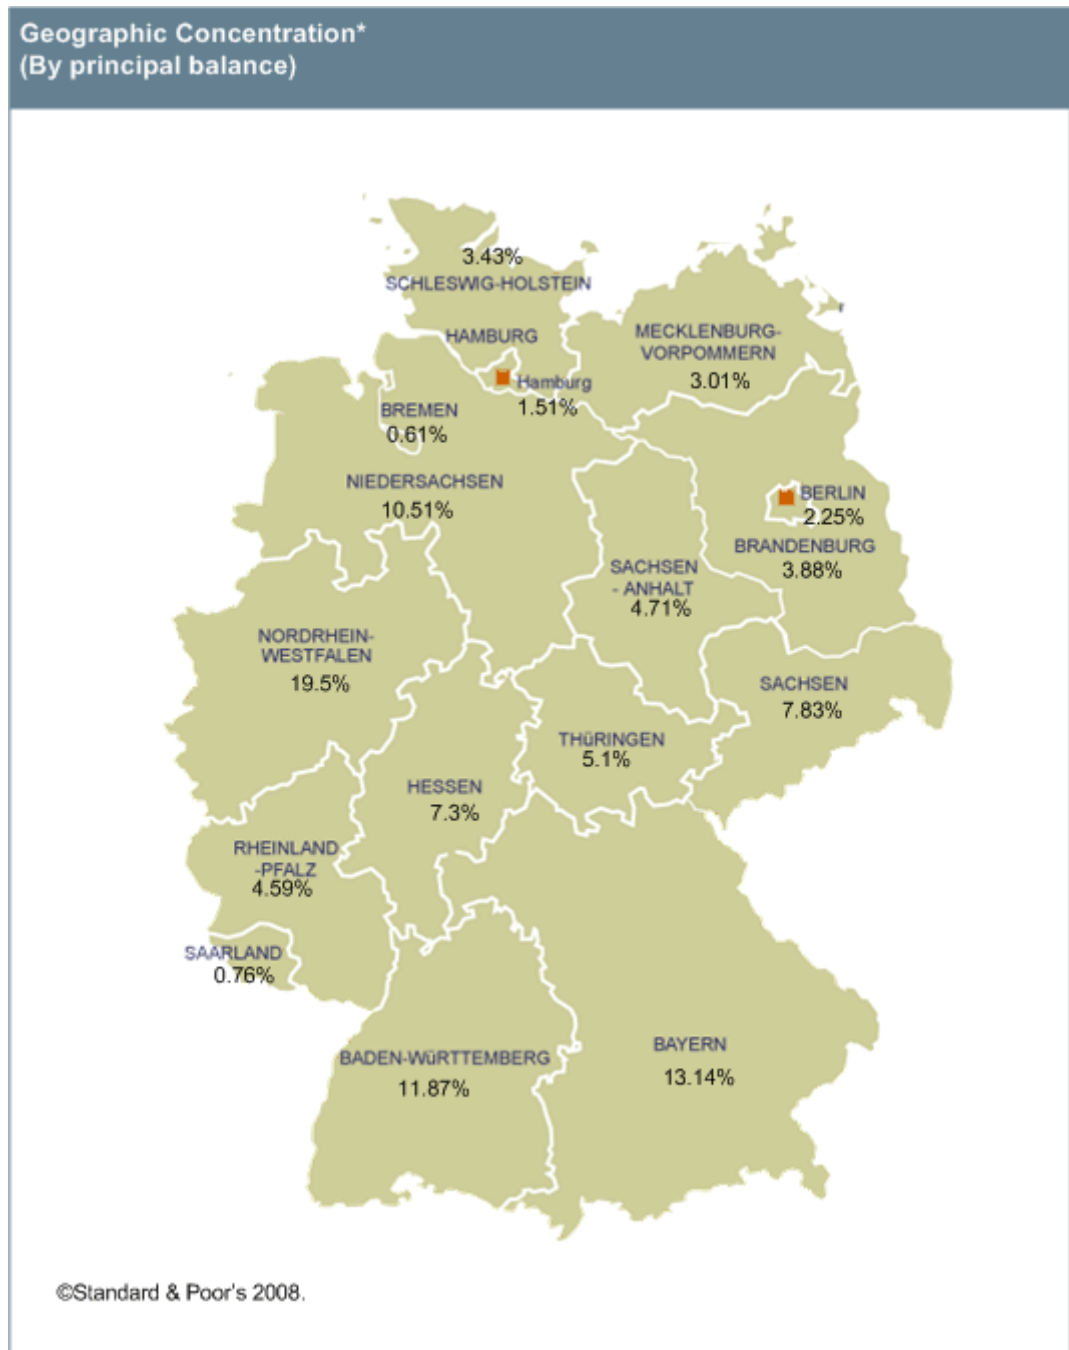 Geographic Concentration*
(By principal balance)
3.43%
SCHLESWIG-HOLSTEIN
HAMBURG
Hamburg
1.51%
MECKLENBURG-
VORPOMMERN
3.01%
BREMEN
0.61%
NIEDERSACHSEN
10.51%
BERLIN
2.25%
BRANDENBURG
3.88%
SACHSEN
- ANHALT
4.71%
NORDRHEIN-
WESTFALEN
19.5%
SACHSEN
7.83%
THüRINGEN
5.1%
HESSEN
7.3%
RHEINLAND
-PFALZ
4.59%
SAARLAND
0.76%
BADEN-WüRTTEMBERG
11.87%
BAYERN
13.14%
©Standard & Poor's 2008.